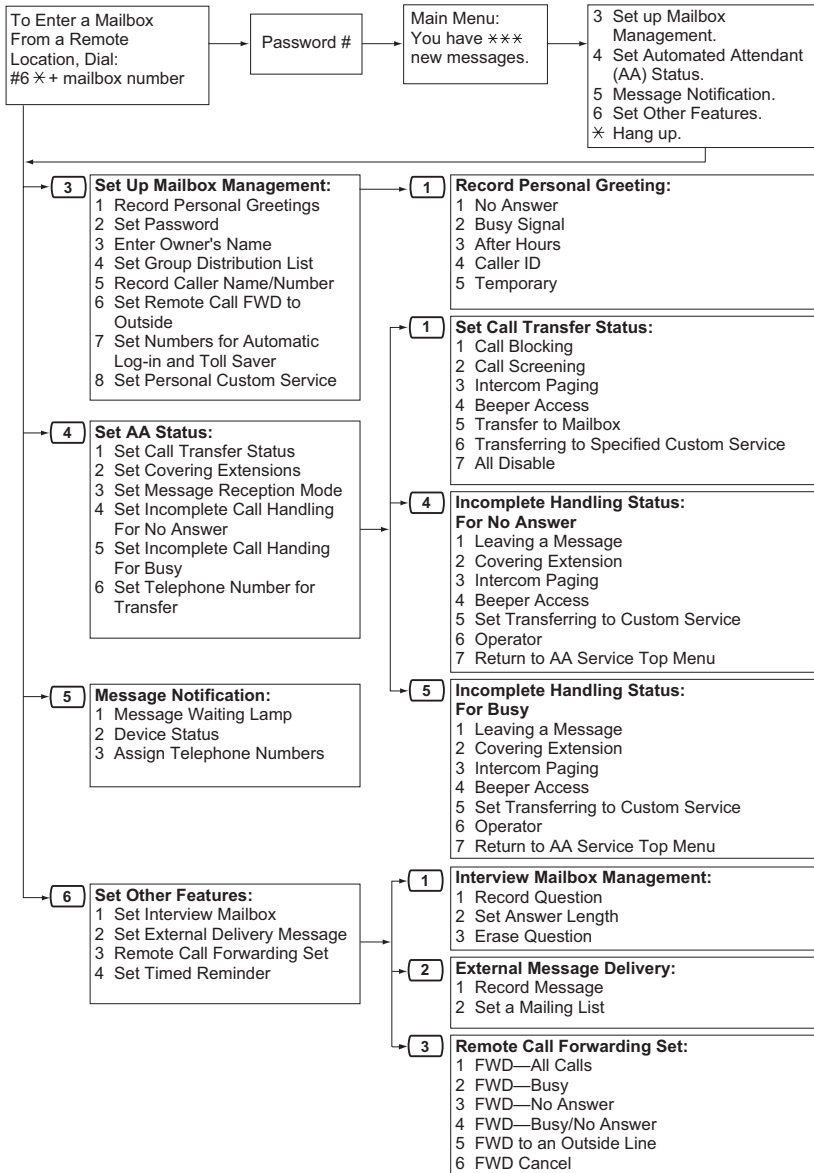 To Enter a Mailbox
From a Remote
Location, Dial:
#6 ✳ + mailbox number
Password #
Main Menu:
You have ✳✳✳
new messages.
3 Set up Mailbox
Management.
4 Set Automated Attendant
(AA) Status.
5 Message Notification.
6 Set Other Features.
✳ Hang up.
3
Set Up Mailbox Management:
1 Record Personal Greetings
2 Set Password
3 Enter Owner's Name
4 Set Group Distribution List
5 Record Caller Name/Number
6 Set Remote Call FWD to
Outside
7 Set Numbers for Automatic
Log-in and Toll Saver
8 Set Personal Custom Service
1
Record Personal Greeting:
1 No Answer
2 Busy Signal
3 After Hours
4 Caller ID
5 Temporary
4
Set AA Status:
1 Set Call Transfer Status
2 Set Covering Extensions
3 Set Message Reception Mode
4 Set Incomplete Call Handling
For No Answer
5 Set Incomplete Call Handing
For Busy
6 Set Telephone Number for
Transfer
1
Set Call Transfer Status:
1 Call Blocking
2 Call Screening
3 Intercom Paging
4 Beeper Access
5 Transfer to Mailbox
6 Transferring to Specified Custom Service
7 All Disable
4
Incomplete Handling Status:
For No Answer
1 Leaving a Message
2 Covering Extension
3 Intercom Paging
4 Beeper Access
5 Set Transferring to Custom Service
6 Operator
7 Return to AA Service Top Menu
5
Incomplete Handling Status:
For Busy
1 Leaving a Message
2 Covering Extension
3 Intercom Paging
4 Beeper Access
5 Set Transferring to Custom Service
6 Operator
7 Return to AA Service Top Menu
5
Message Notification:
1 Message Waiting Lamp
2 Device Status
3 Assign Telephone Numbers
6
Set Other Features:
1 Set Interview Mailbox
2 Set External Delivery Message
3 Remote Call Forwarding Set
4 Set Timed Reminder
1
Interview Mailbox Management:
1 Record Question
2 Set Answer Length
3 Erase Question
2
External Message Delivery:
1 Record Message
2 Set a Mailing List
3
Remote Call Forwarding Set:
1 FWD—All Calls
2 FWD—Busy
3 FWD—No Answer
4 FWD—Busy/No Answer
5 FWD to an Outside Line
6 FWD Cancel